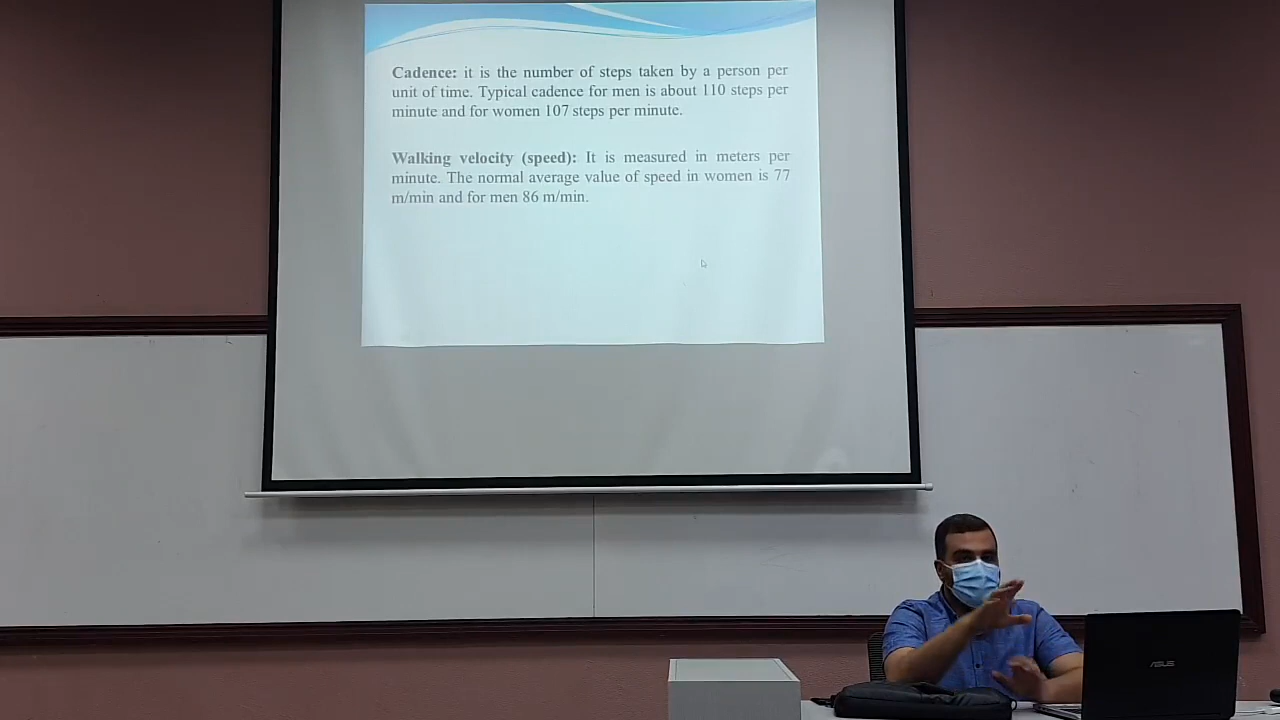 Cadence: it is the number of steps taken by a person per
unit of time. Typical cadence for men is about 110 steps per
minute and for women 107 steps per minute.
Walking velocity (speed): It is measured in meters per
minute. The normal average value of speed in women is 77
m/min and for men 86 m/min.
ASUS